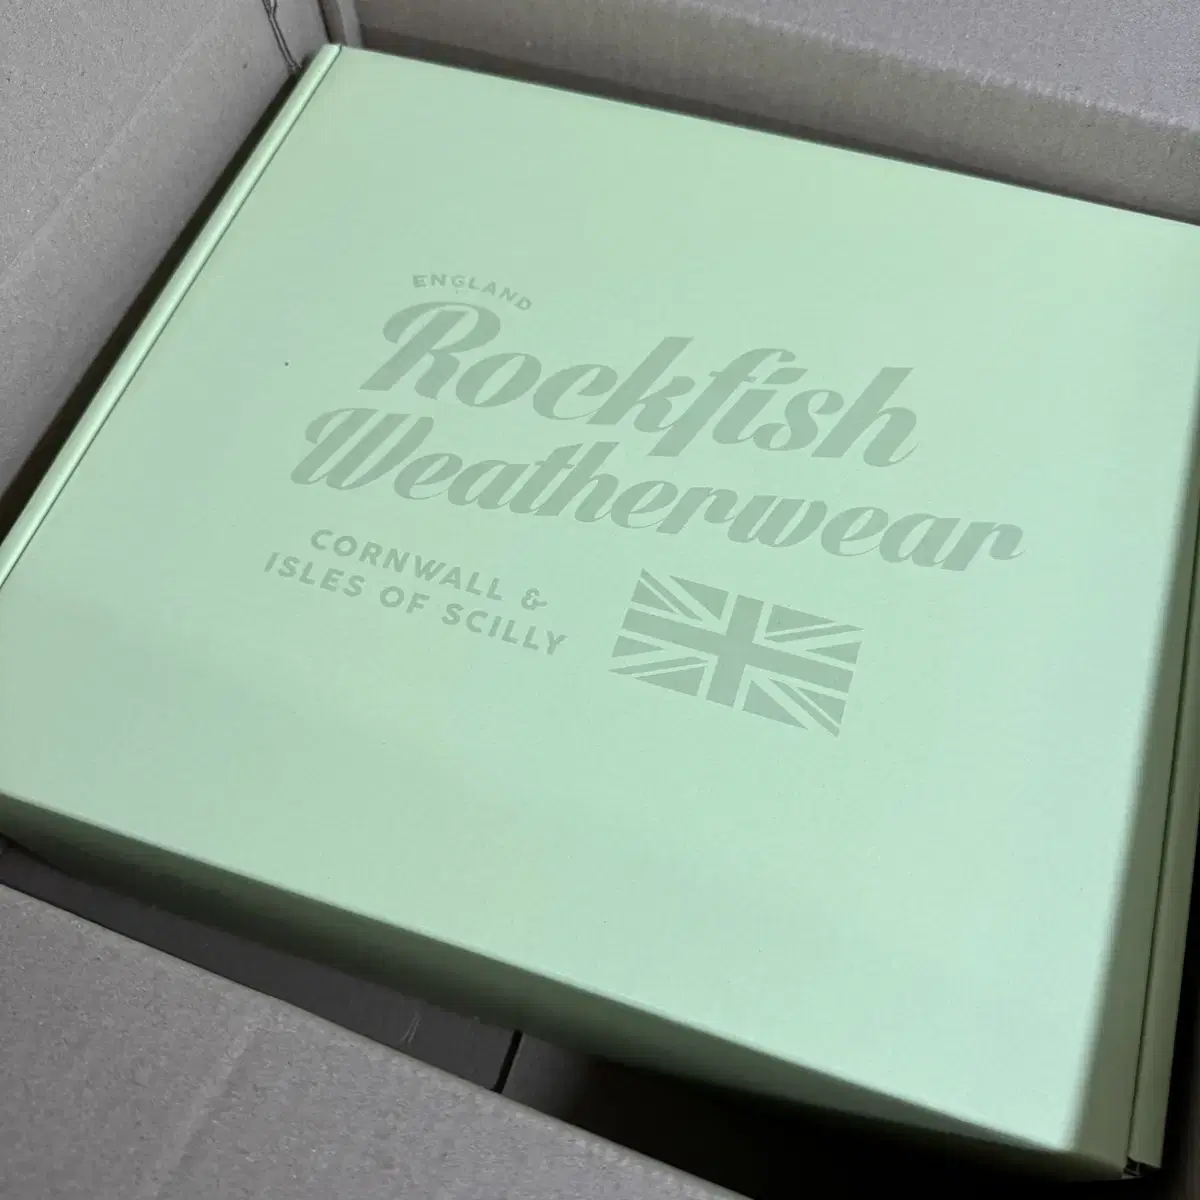 ENGLAND
Rockfish
Weatherwear
CORNWALL &
ISLES OF SCILLY